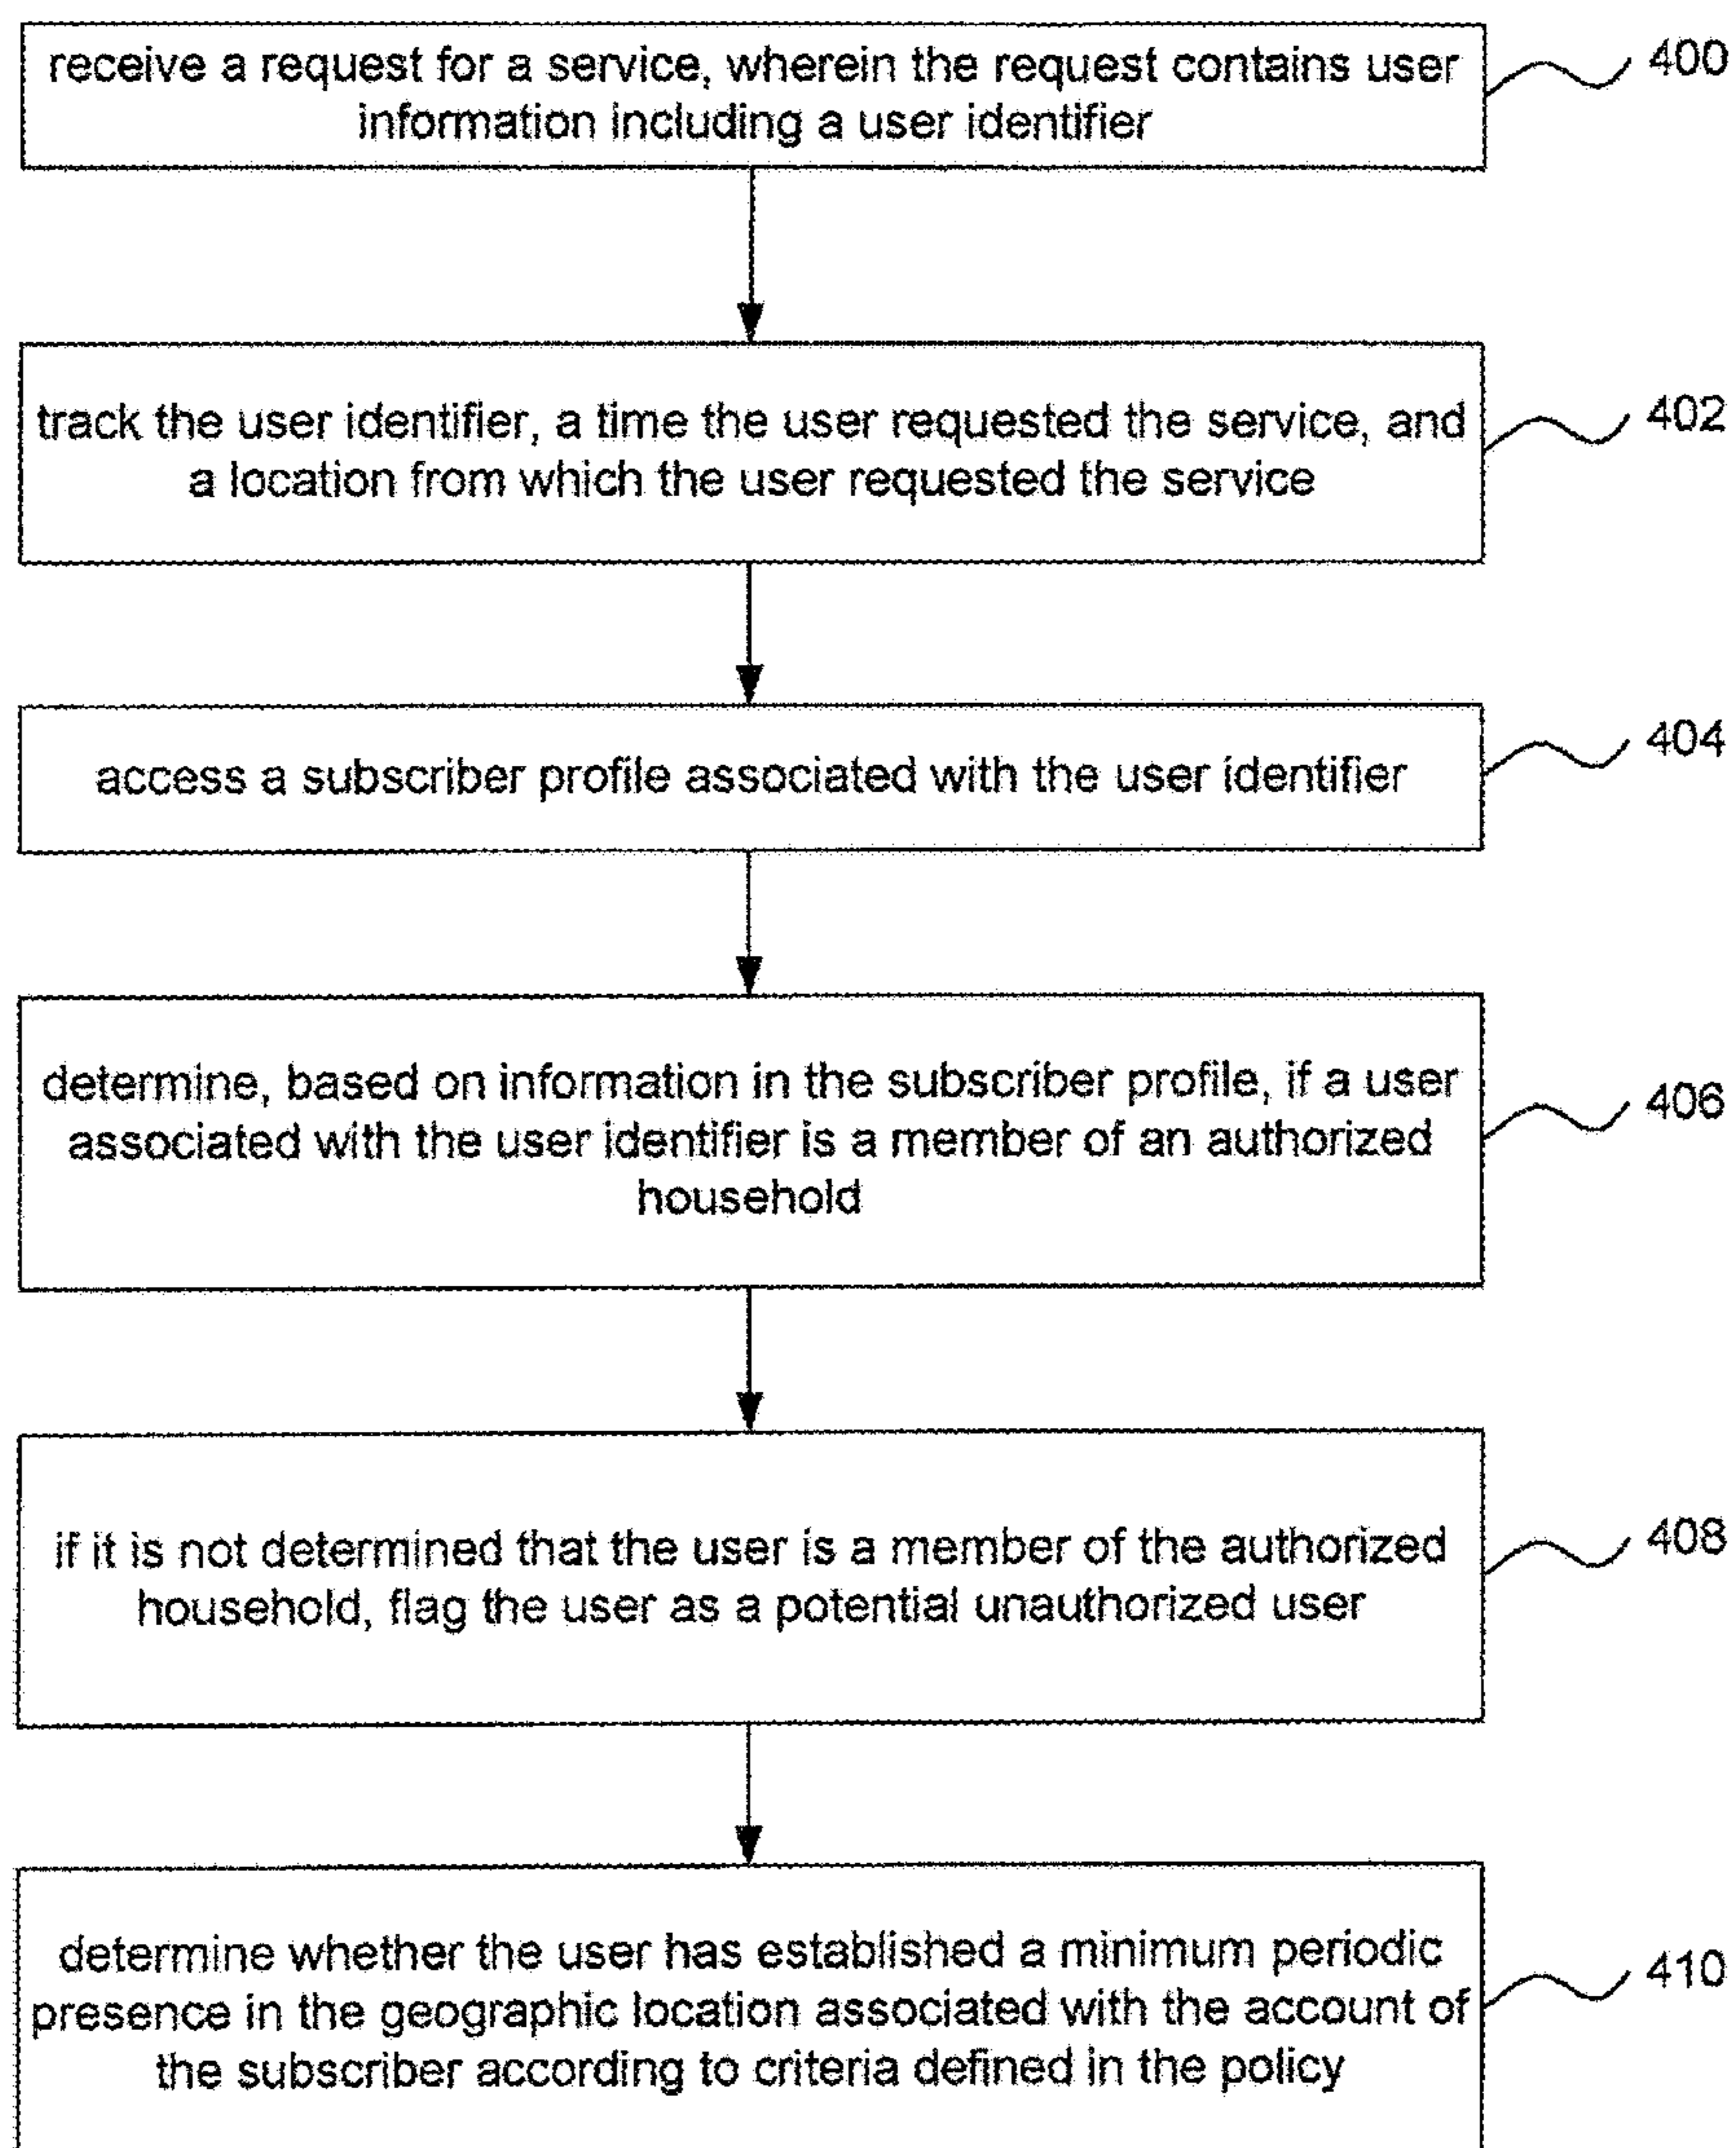 receive a request for a service, wherein the request contains user
information including a user identifier
400
track the user identifier, a time the user requested the service, and
a location from which the user requested the service
402
access a subscriber profile associated with the user identifier
404
determine, based on information in the subscriber profile, if a user
associated with the user identifier is a member of an authorized
household
406
if it is not determined that the user is a member of the authorized
household, flag the user as a potential unauthorized user
408
determine whether the user has established a minimum periodic
presence in the geographic location associated with the account of
the subscriber according to criteria defined in the policy
410